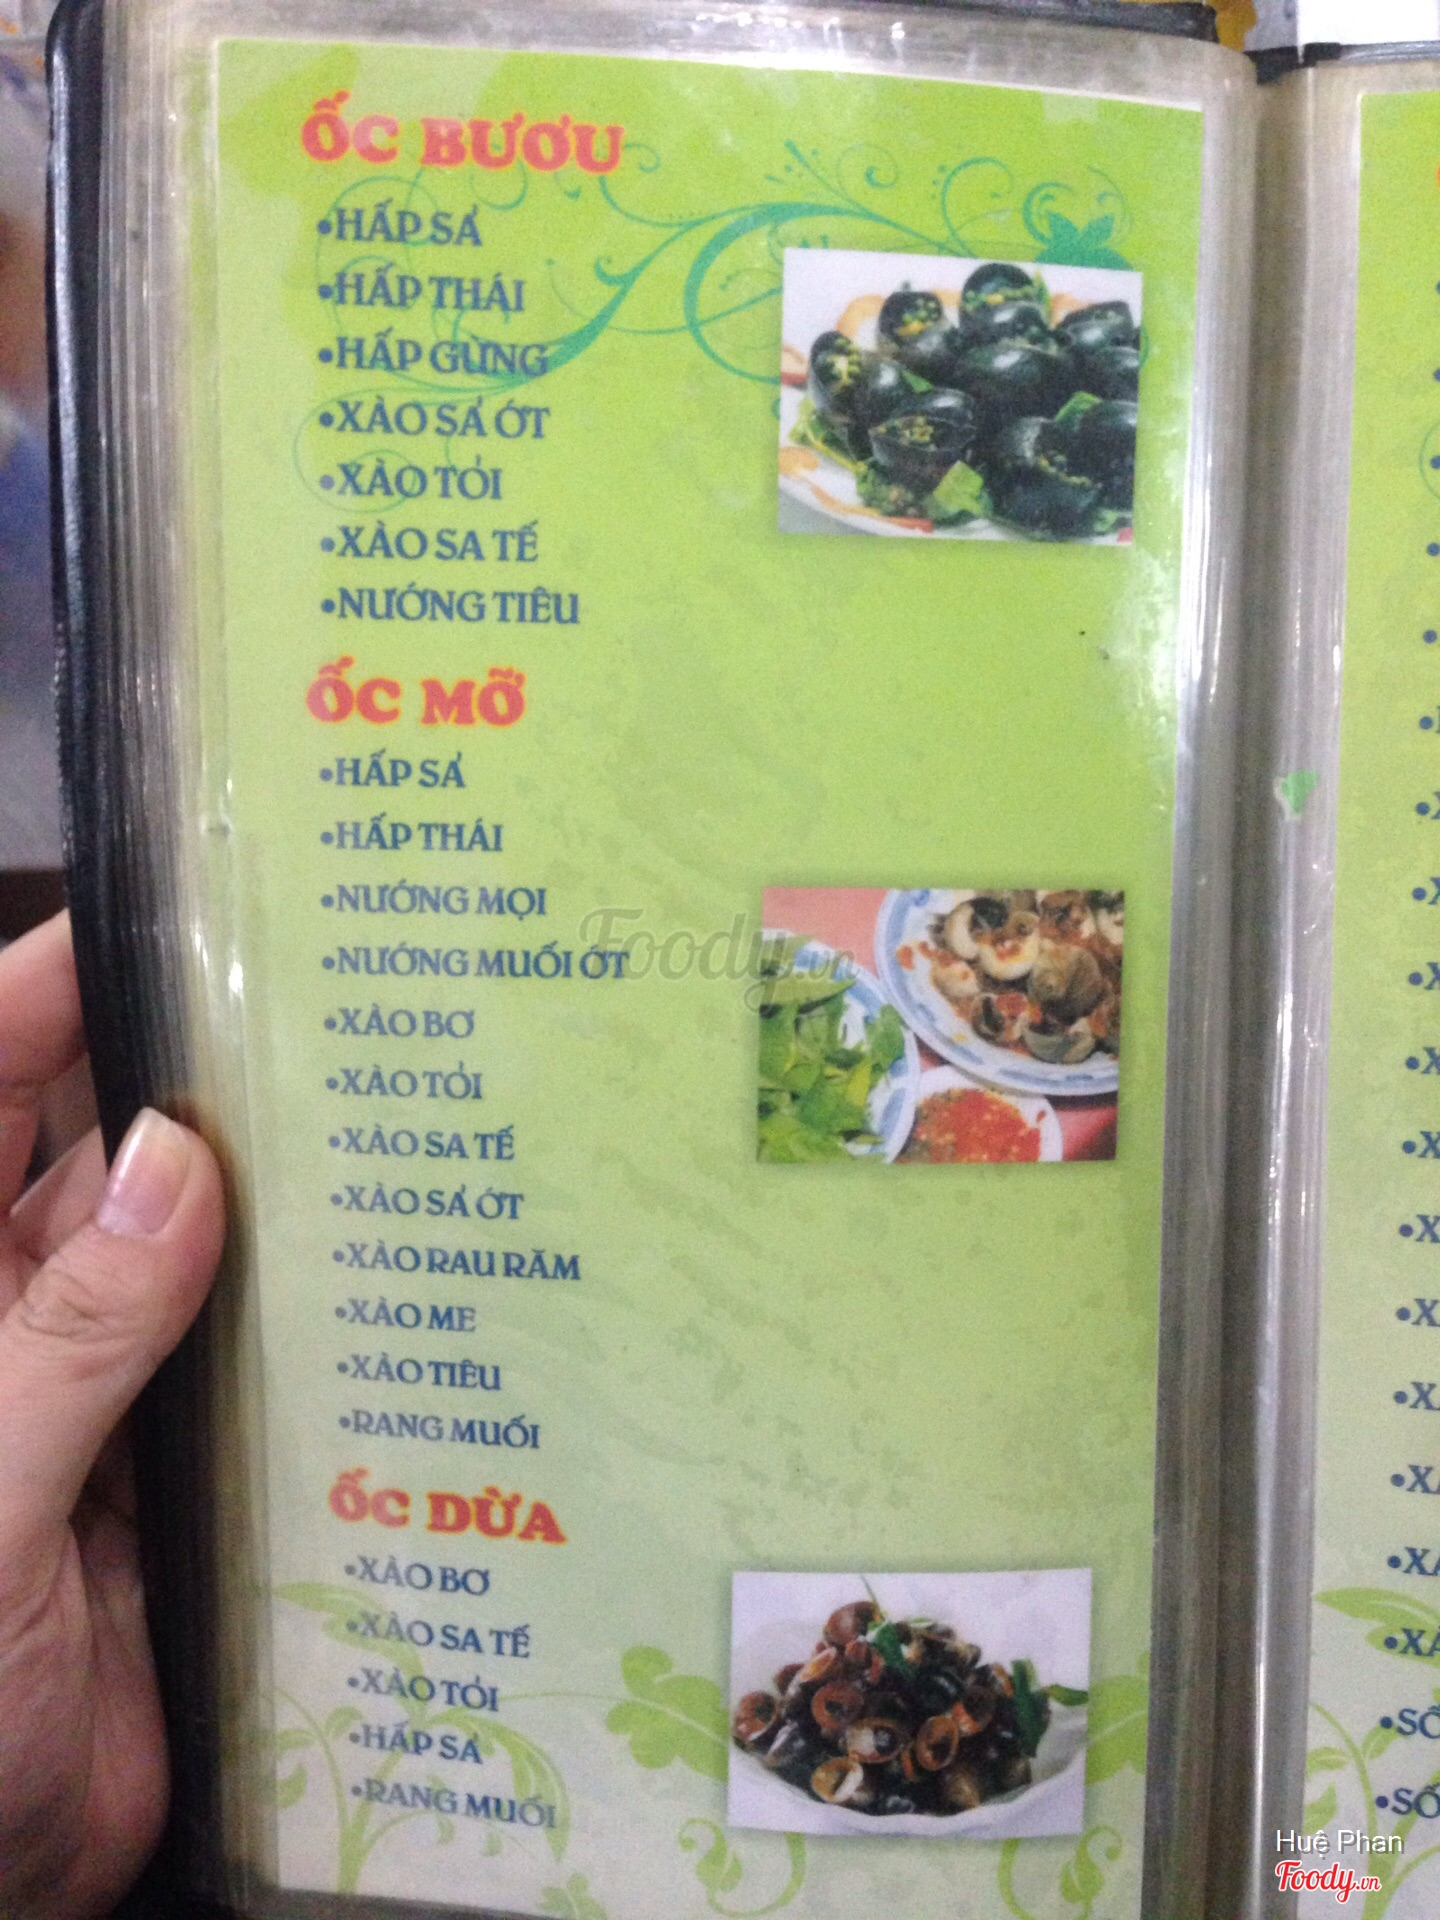 ỐC BƯƠU
•HẤP SẢ
•HẤP THÁI
•HẤP GỪNG
•XÀO SẢ ỚT
•XÀO TỎI
•XÀO SA TẾ
•NƯỚNG TIÊU
ỐC MỠ
•HẤP SẢ
•HẤP THÁI
•NƯỚNG MỌI
•NƯỚNG MUỐI ỚT
•XÀO BƠ
•XÀO TỎI
•XÀO SA TẾ
•XÀO SẢ ỚT
•XÀO RAU RĂM
•XÀO ME
•XÀO TIÊU
•RANG MUỐI
ỐC DỪA
•XÀO BƠ
•XÀO SA TẾ
•XÀO TỎI
•HẤP SẢ
•RANG MUỐI
Foody.vn
Huệ Phan
Foody.vn